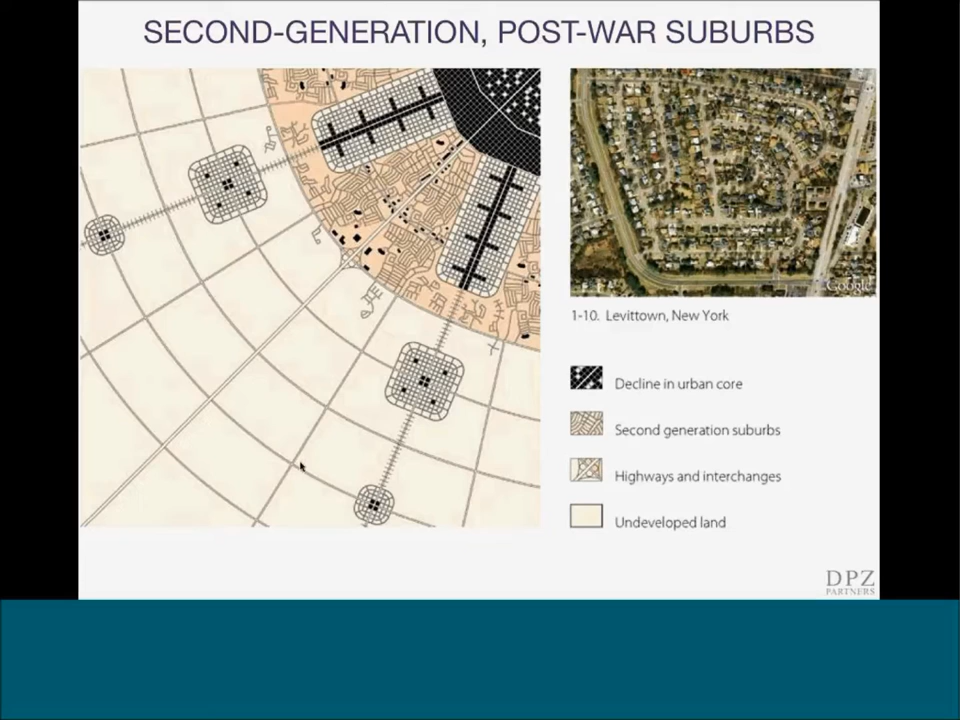 SECOND-GENERATION, POST-WAR SUBURBS
Google
1-10. Levittown, New York
Decline in urban core
Second generation suburbs
Highways and interchanges
Undeveloped land
DPZ
PARTNERS